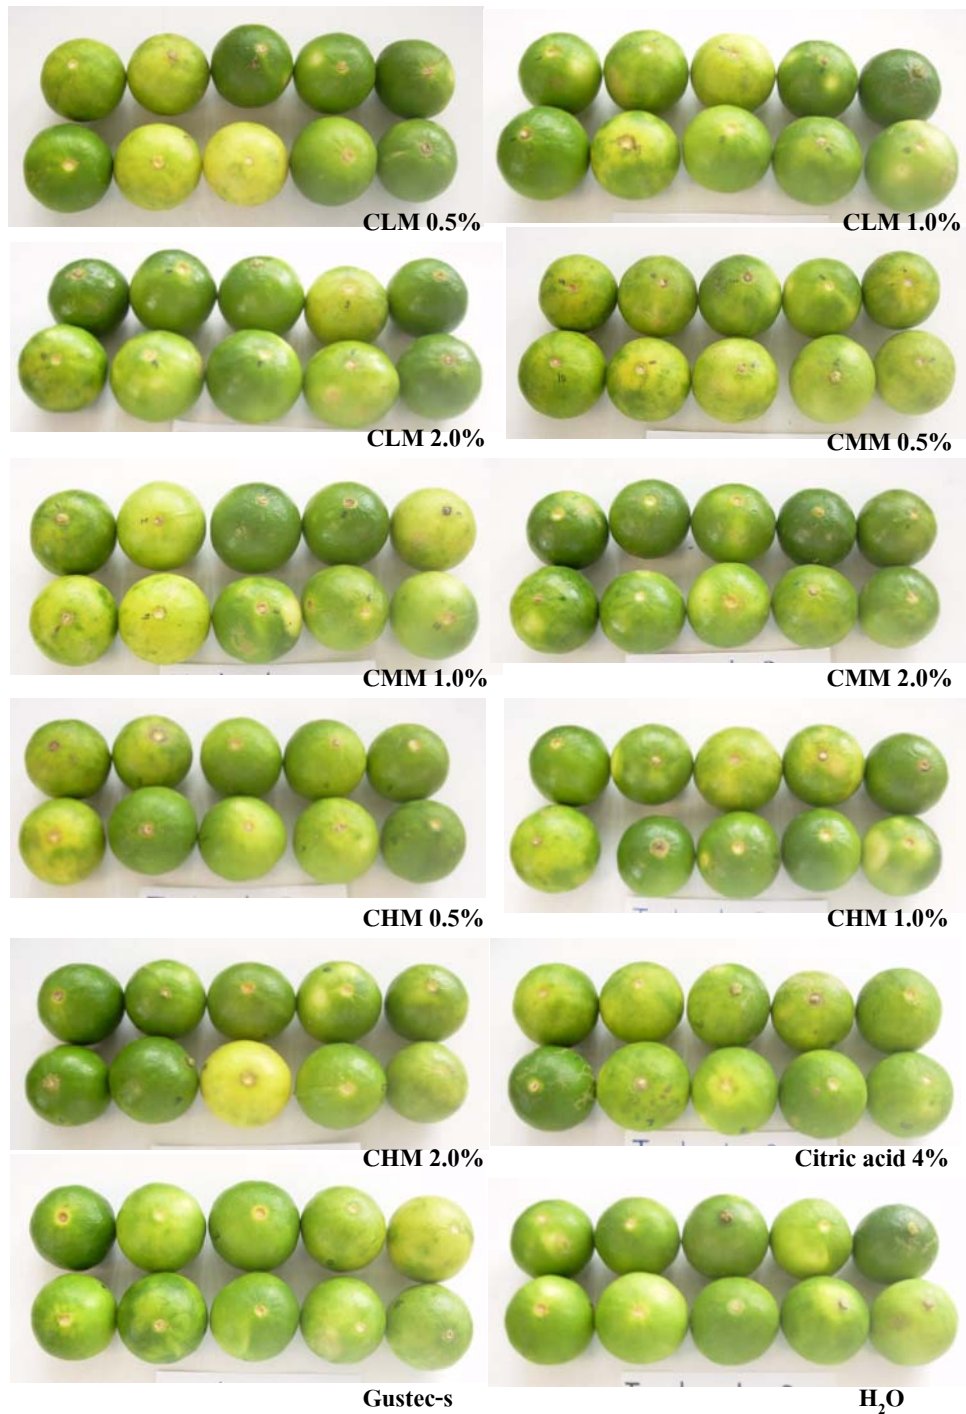 CLM 0.5%
CLM 1.0%
CLM 2.0%
CMM 0.5%
CMM 1.0%
CMM 2.0%
CHM 0.5%
CHM 1.0%
CHM 2.0%
Citric acid 4%
Gustec-s
H₂O